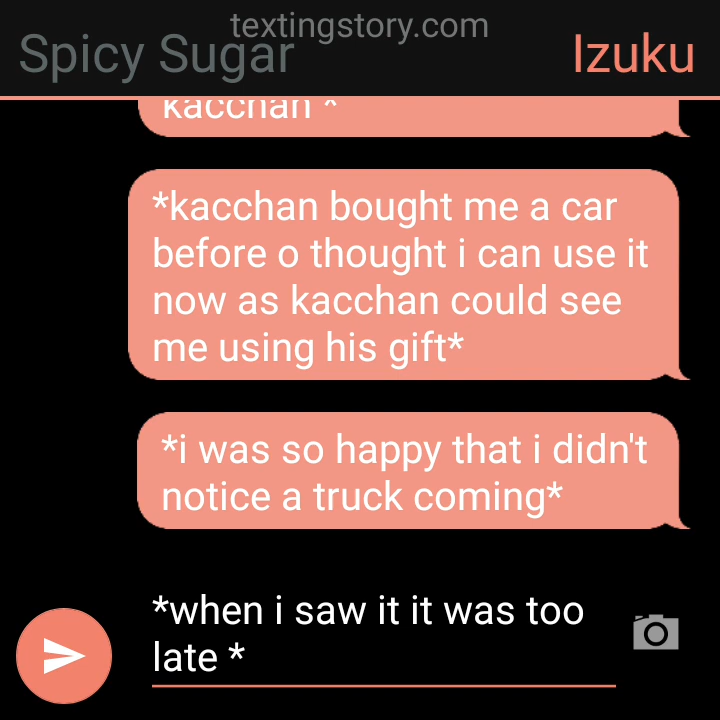 textingstory.com
Spicy Sugar
Izuku
kacchan *
*kacchan bought me a car
before o thought i can use it
now as kacchan could see
me using his gift*
*i was so happy that i didn't
notice a truck coming*
*when i saw it it was too
late *